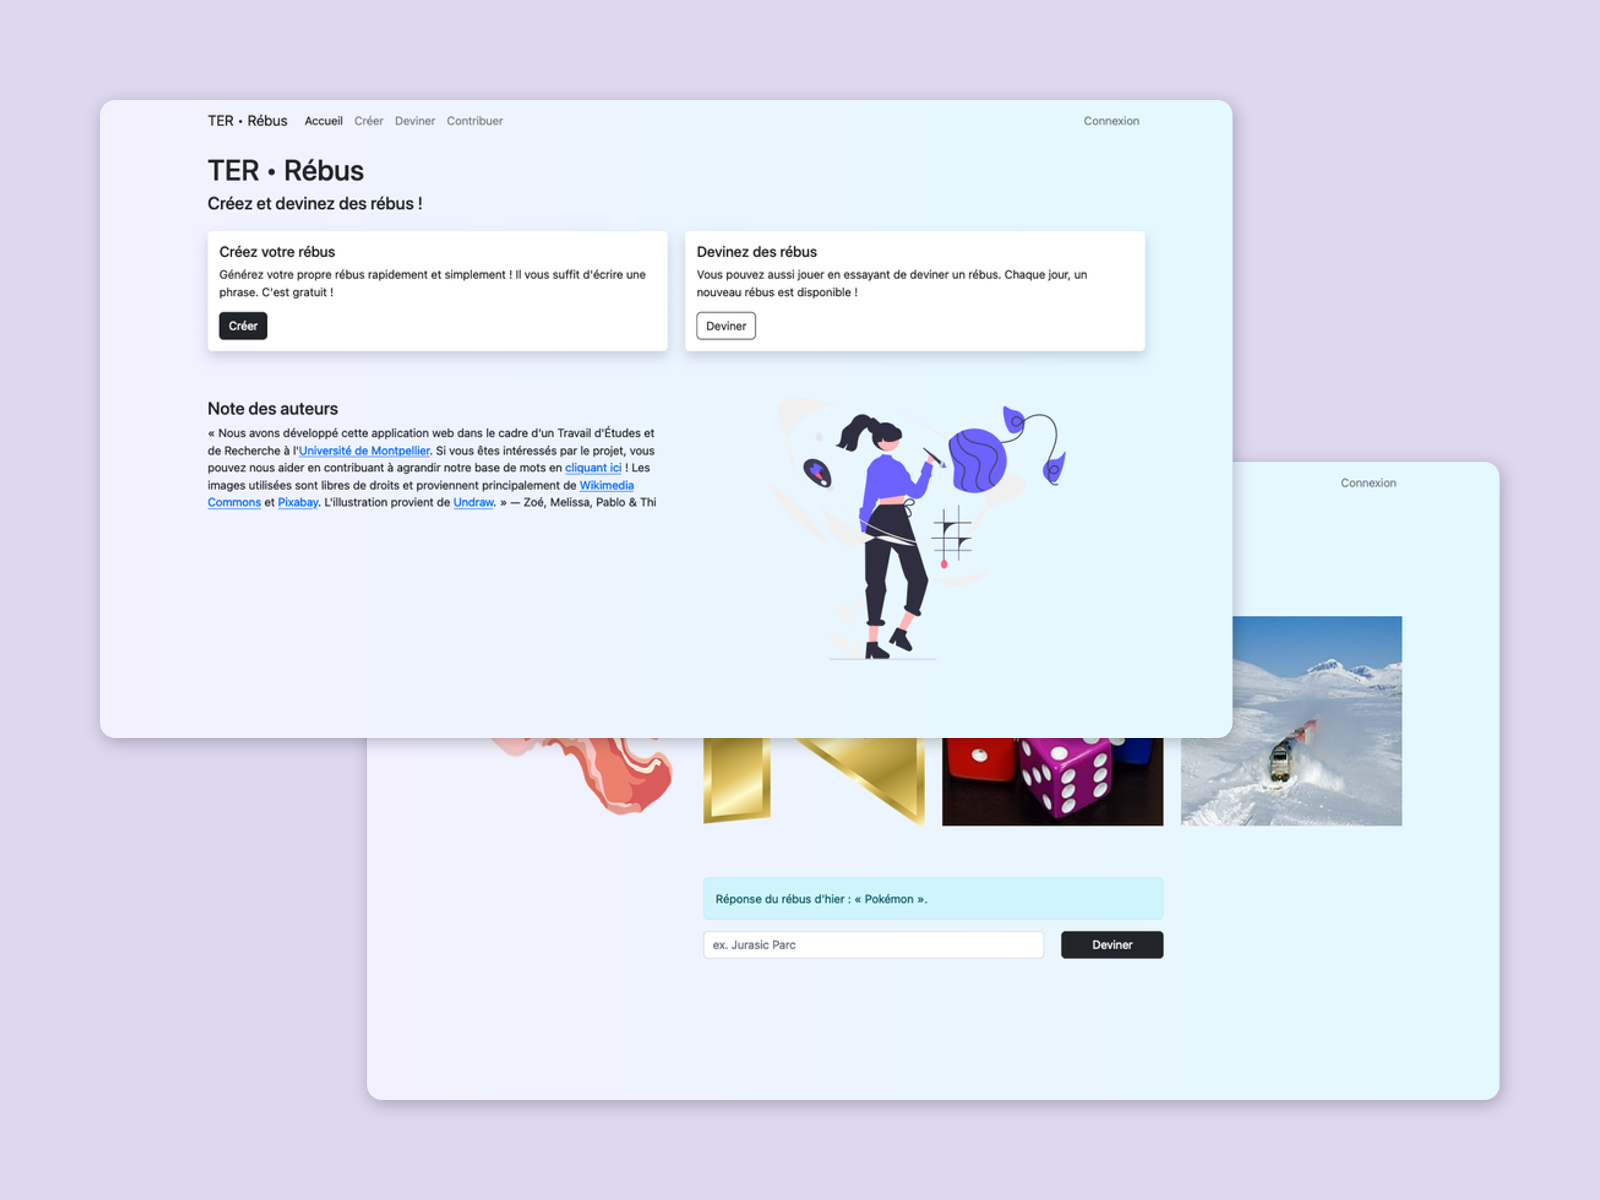 TER • Rébus Accueil Créer Deviner Contribuer Connexion
TER • Rébus
Créez et devinez des rébus !
Créez votre rébus
Générez votre propre rébus rapidement et simplement ! Il vous suffit d'écrire une
phrase. C'est gratuit !
Créer
Devinez des rébus
Vous pouvez aussi jouer en essayant de deviner un rébus. Chaque jour, un
nouveau rébus est disponible !
Deviner
Note des auteurs
« Nous avons développé cette application web dans le cadre d'un Travail d'Études et
de Recherche à l'Université de Montpellier. Si vous êtes intéressés par le projet, vous
pouvez nous aider en contribuant à agrandir notre base de mots en cliquant ici ! Les
images utilisées sont libres de droits et proviennent principalement de Wikimedia
Commons et Pixabay. L'illustration provient de Undraw. » — Zoé, Melissa, Pablo & Thi
Connexion
Réponse du rébus d'hier : « Pokémon ».
ex. Jurasic Parc
Deviner